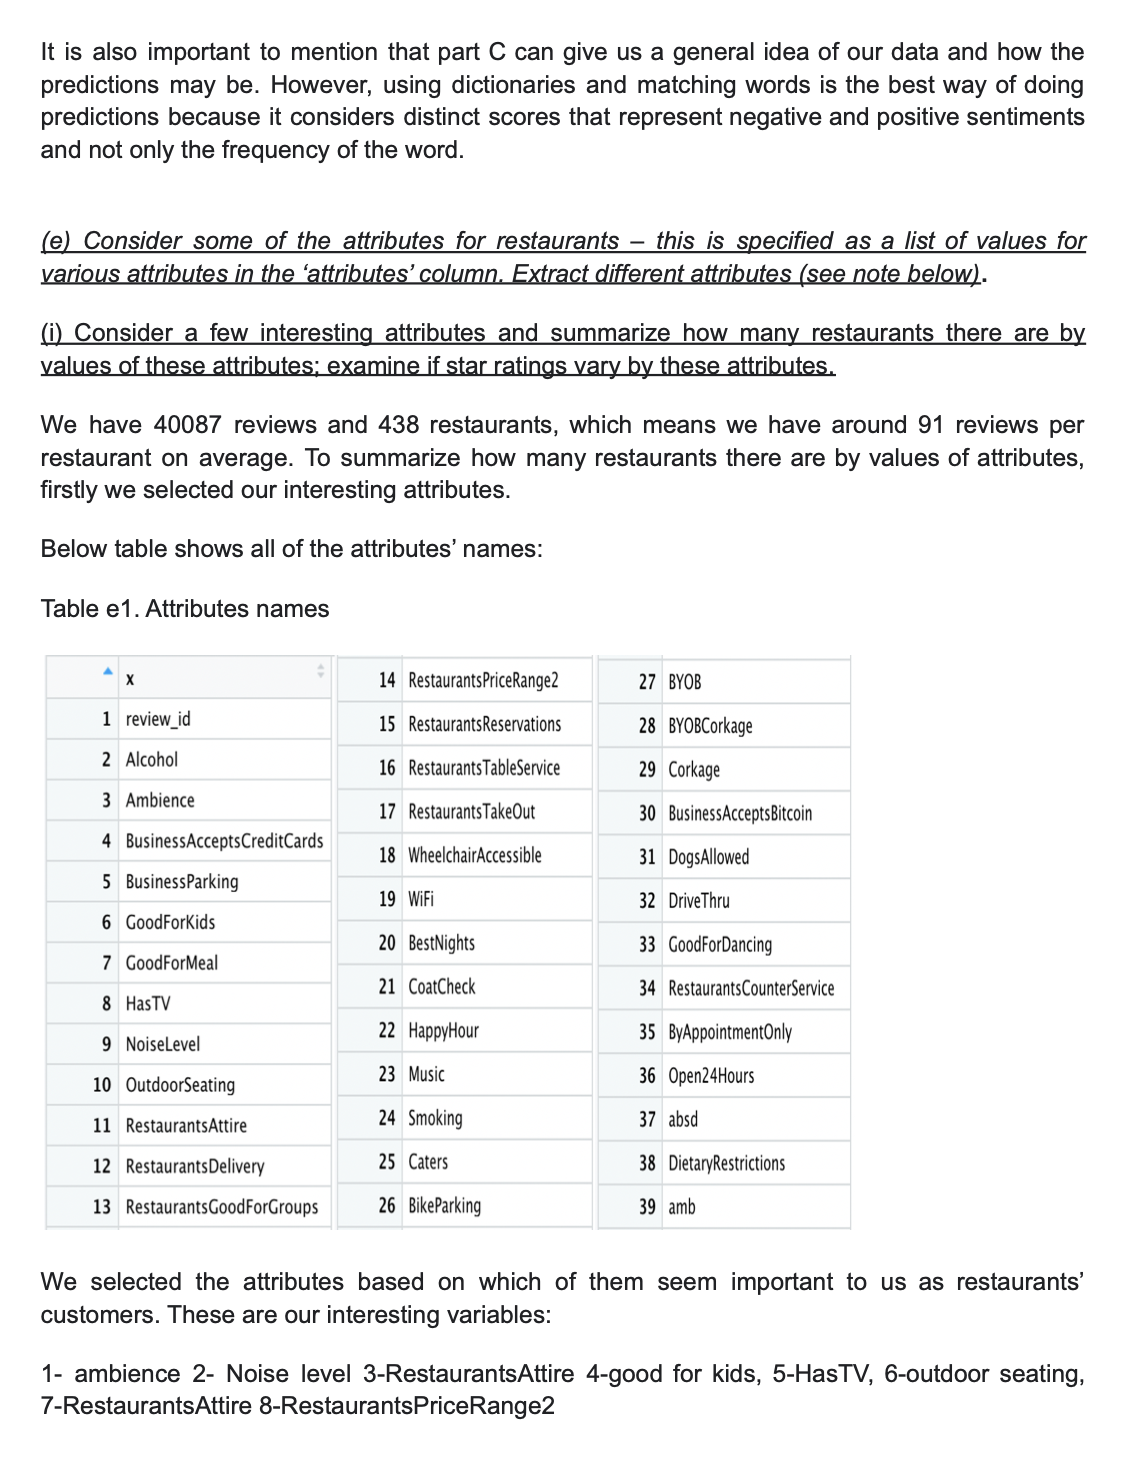 It is also important to mention that part C can give us a general idea of our data and how the
predictions may be. However, using dictionaries and matching words is the best way of doing
predictions because it considers distinct scores that represent negative and positive sentiments
and not only the frequency of the word.
(e) Consider some of the attributes for restaurants – this is specified as a list of values for
various attributes in the ‘attributes’ column. Extract different attributes (see note below).
(i) Consider a few interesting attributes and summarize how many restaurants there are by
values of these attributes; examine if star ratings vary by these attributes.
We have 40087 reviews and 438 restaurants, which means we have around 91 reviews per
restaurant on average. To summarize how many restaurants there are by values of attributes,
firstly we selected our interesting attributes.
Below table shows all of the attributes’ names:
Table e1. Attributes names
x
1 review_id
2 Alcohol
3 Ambience
4 BusinessAcceptsCreditCards
5 BusinessParking
6 GoodForKids
7 GoodForMeal
8 HasTV
9 NoiseLevel
10 OutdoorSeating
11 RestaurantsAttire
12 RestaurantsDelivery
13 RestaurantsGoodForGroups
14 RestaurantsPriceRange2
15 RestaurantsReservations
16 RestaurantsTableService
17 RestaurantsTakeOut
18 WheelchairAccessible
19 WiFi
20 BestNights
21 CoatCheck
22 HappyHour
23 Music
24 Smoking
25 Caters
26 BikeParking
27 BYOB
28 BYOBCorkage
29 Corkage
30 BusinessAcceptsBitcoin
31 DogsAllowed
32 DriveThru
33 GoodForDancing
34 RestaurantsCounterService
35 ByAppointmentOnly
36 Open24Hours
37 absd
38 DietaryRestrictions
39 amb
We selected the attributes based on which of them seem important to us as restaurants’
customers. These are our interesting variables:
1- ambience 2- Noise level 3-RestaurantsAttire 4-good for kids, 5-HasTV, 6-outdoor seating,
7-RestaurantsAttire 8-RestaurantsPriceRange2